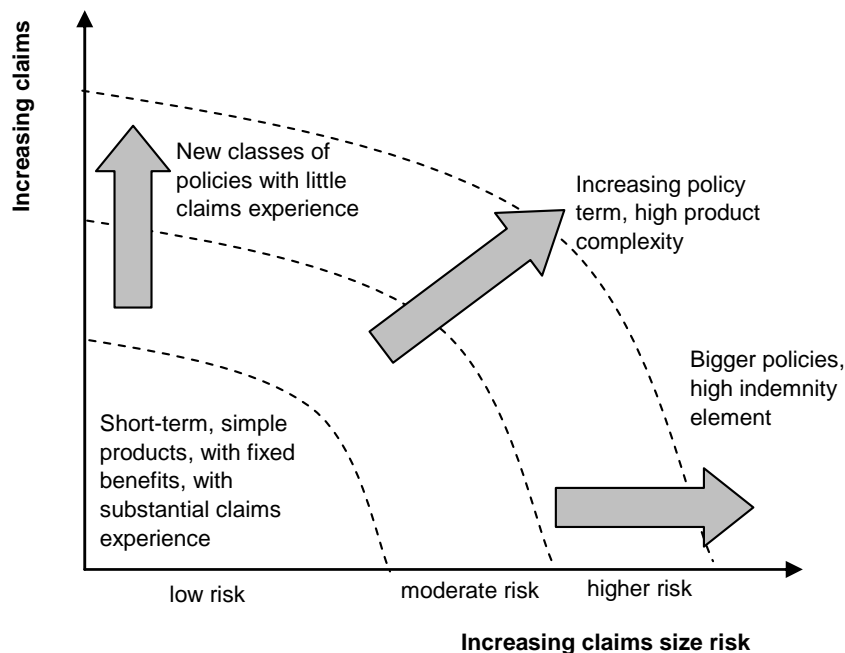 Increasing claims
New classes of
policies with little
claims experience
Increasing policy
term, high product
complexity
Bigger policies,
high indemnity
element
Short-term, simple
products, with fixed
benefits, with
substantial claims
experience
low risk
moderate risk
higher risk
Increasing claims size risk